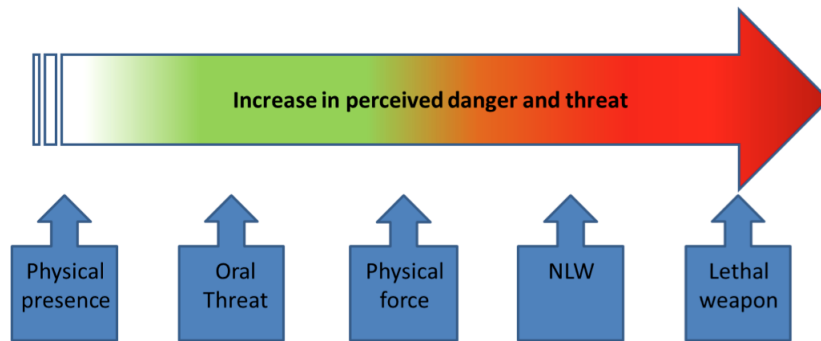 Increase in perceived danger and threat
Physical
presence
Oral
Threat
Physical
force
NLW
Lethal
weapon